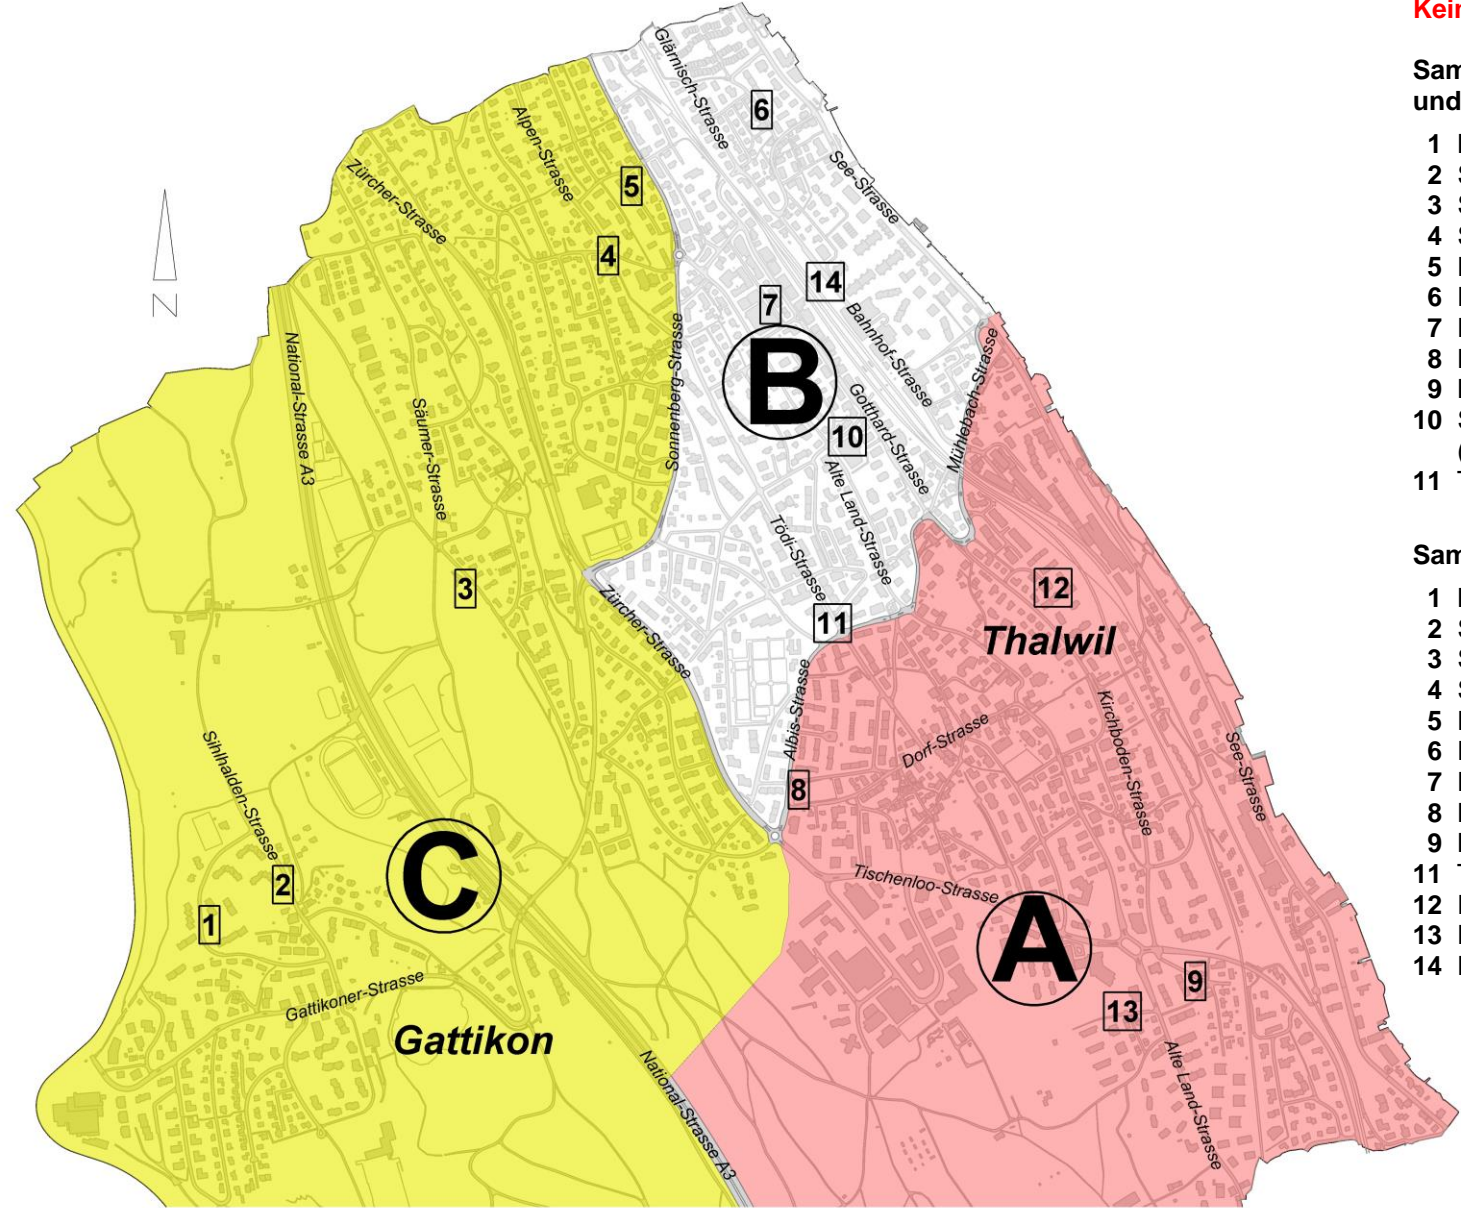 Glärnisch-Strasse
6
Alpen-Strasse
See-Strasse
Zürcher-Strasse
5
4
14
7
N
National-Strasse A3
Sonnenberg-Strasse
Bahnhof-Strasse
B
Mühlebach-Strasse
Säumer-Strasse
Gotthard-Strasse
10
Alte Land-Strasse
Tödi-Strasse
3
12
Zürcher-Strasse
11
Thalwil
Albis-Strasse
Kirchboden-Strasse
Dorf-Strasse
Sihlhalden-Strasse
See-Strasse
8
C
2
Tischenloo-Strasse
1
A
9
Gattikoner-Strasse
13
Gattikon
Alte Land-Strasse
National-Strasse A3
Sam
und
1
2 S
3 S
4 S
5
6
7
8
9
10 S
(
11 T
Sam
1
2 S
3 S
4 S
5
6
7
8
9
11 T
12
13
14